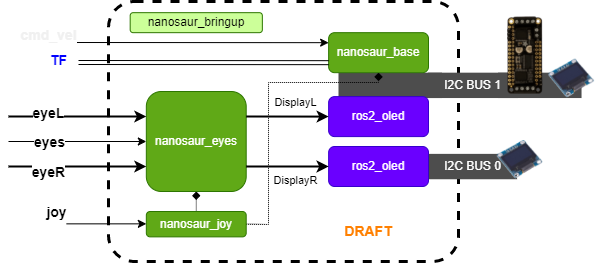 nanosaur_bringup
cmd_vel
nanosaur_base
TF
I2C BUS 1
eyeL
DisplayL
ros2_oled
eyes
nanosaur_eyes
eyeR
ros2_oled
I2C BUS 0
DisplayR
joy
nanosaur_joy
DRAFT